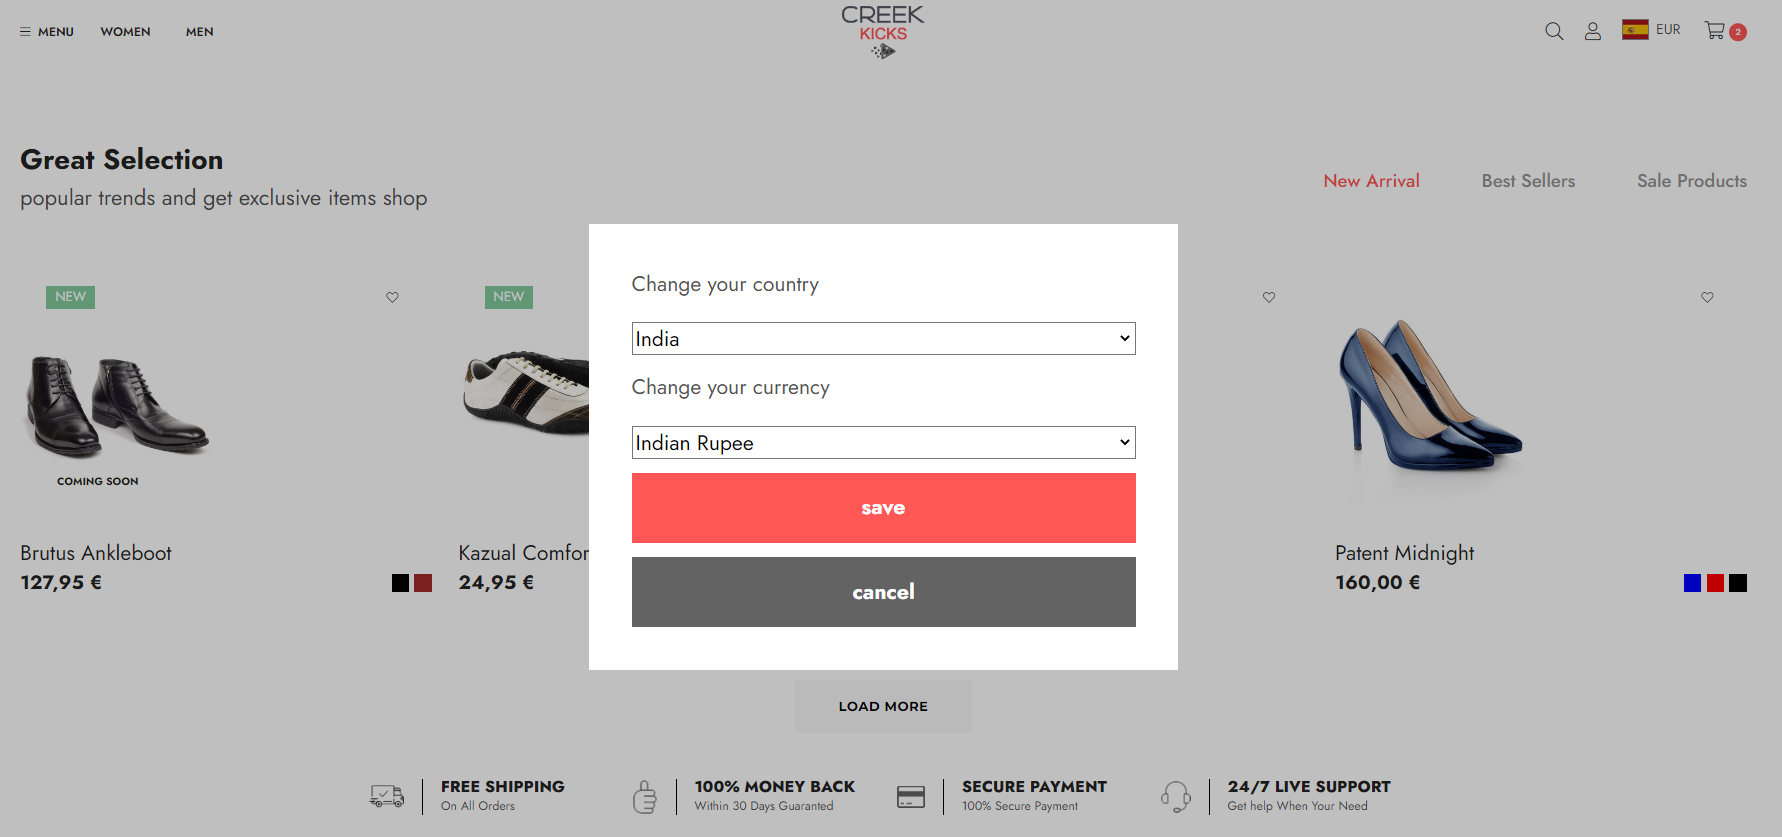 MENU WOMEN MEN
CREEK
KICKS
EUR
2
Great Selection
popular trends and get exclusive items shop
New Arrival Best Sellers Sale Products
NEW
NEW
Change your country
India
Change your currency
Indian Rupee
save
cancel
COMING SOON
Brutus Ankleboot
127,95 €
Kazual Comfor
24,95 €
Patent Midnight
160,00 €
LOAD MORE
FREE SHIPPING
On All Orders
100% MONEY BACK
Within 30 Days Guaranted
SECURE PAYMENT
100% Secure Payment
24/7 LIVE SUPPORT
Get help When Your Need